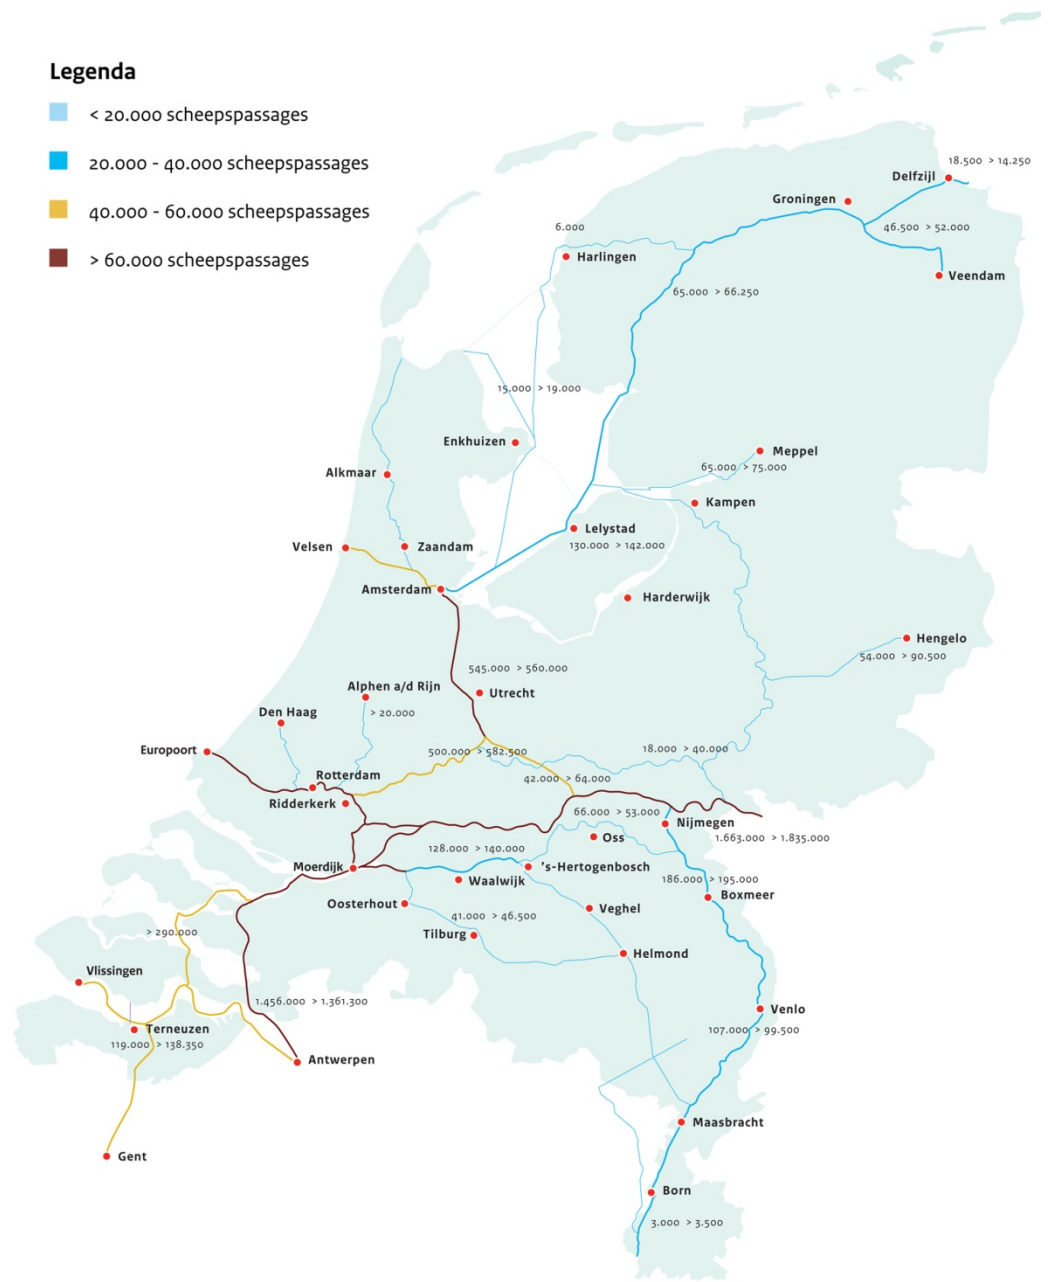 Legenda
< 20.000 scheepspassages
20.000 - 40.000 scheepspassages
40.000 - 60.000 scheepspassages
> 60.000 scheepspassages
18.500 > 14.250
Delfzijl
Groningen
46.500 > 52.000
6.000
Harlingen
Veendam
65.000 > 66.250
15.000 > 19.000
Enkhuizen
Meppel
65.000 > 75.000
Alkmaar
Kampen
Lelystad
130.000 > 142.000
Velsen
Zaandam
Amsterdam
Harderwijk
Hengelo
54.000 > 90.500
545.000 > 560.000
Alphen a/d Rijn
Utrecht
> 20.000
Den Haag
Europoort
500.000 > 582.500
18.000 > 40.000
Rotterdam
42.000 > 64.000
Ridderkerk
66.000 > 53.000
Nijmegen
1.663.000 > 1.835.000
Oss
128.000 > 140.000
Moerdijk
's-Hertogenbosch
Waalwijk
186.000 > 195.000
Boxmeer
Oosterhout
41.000 > 46.500
Veghel
Tilburg
> 290.000
Helmond
Vlissingen
1.456.000 > 1.361.300
Venlo
Terneuzen
107.000 > 99.500
119.000 > 138.350
Antwerpen
Maasbracht
Gent
Born
3.000 > 3.500